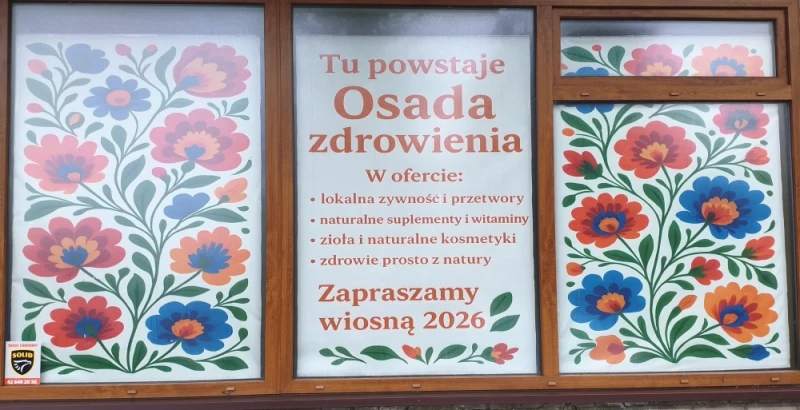 Tu powstaje
Osada
zdrowienia
W ofercie:
• lokalna zywność i przetwory
• naturalne suplementy i witaminy
• zioła i naturalne kosmetyki
• zdrowie prosto z natury
Zapraszamy
wiosną 2026
SOLID